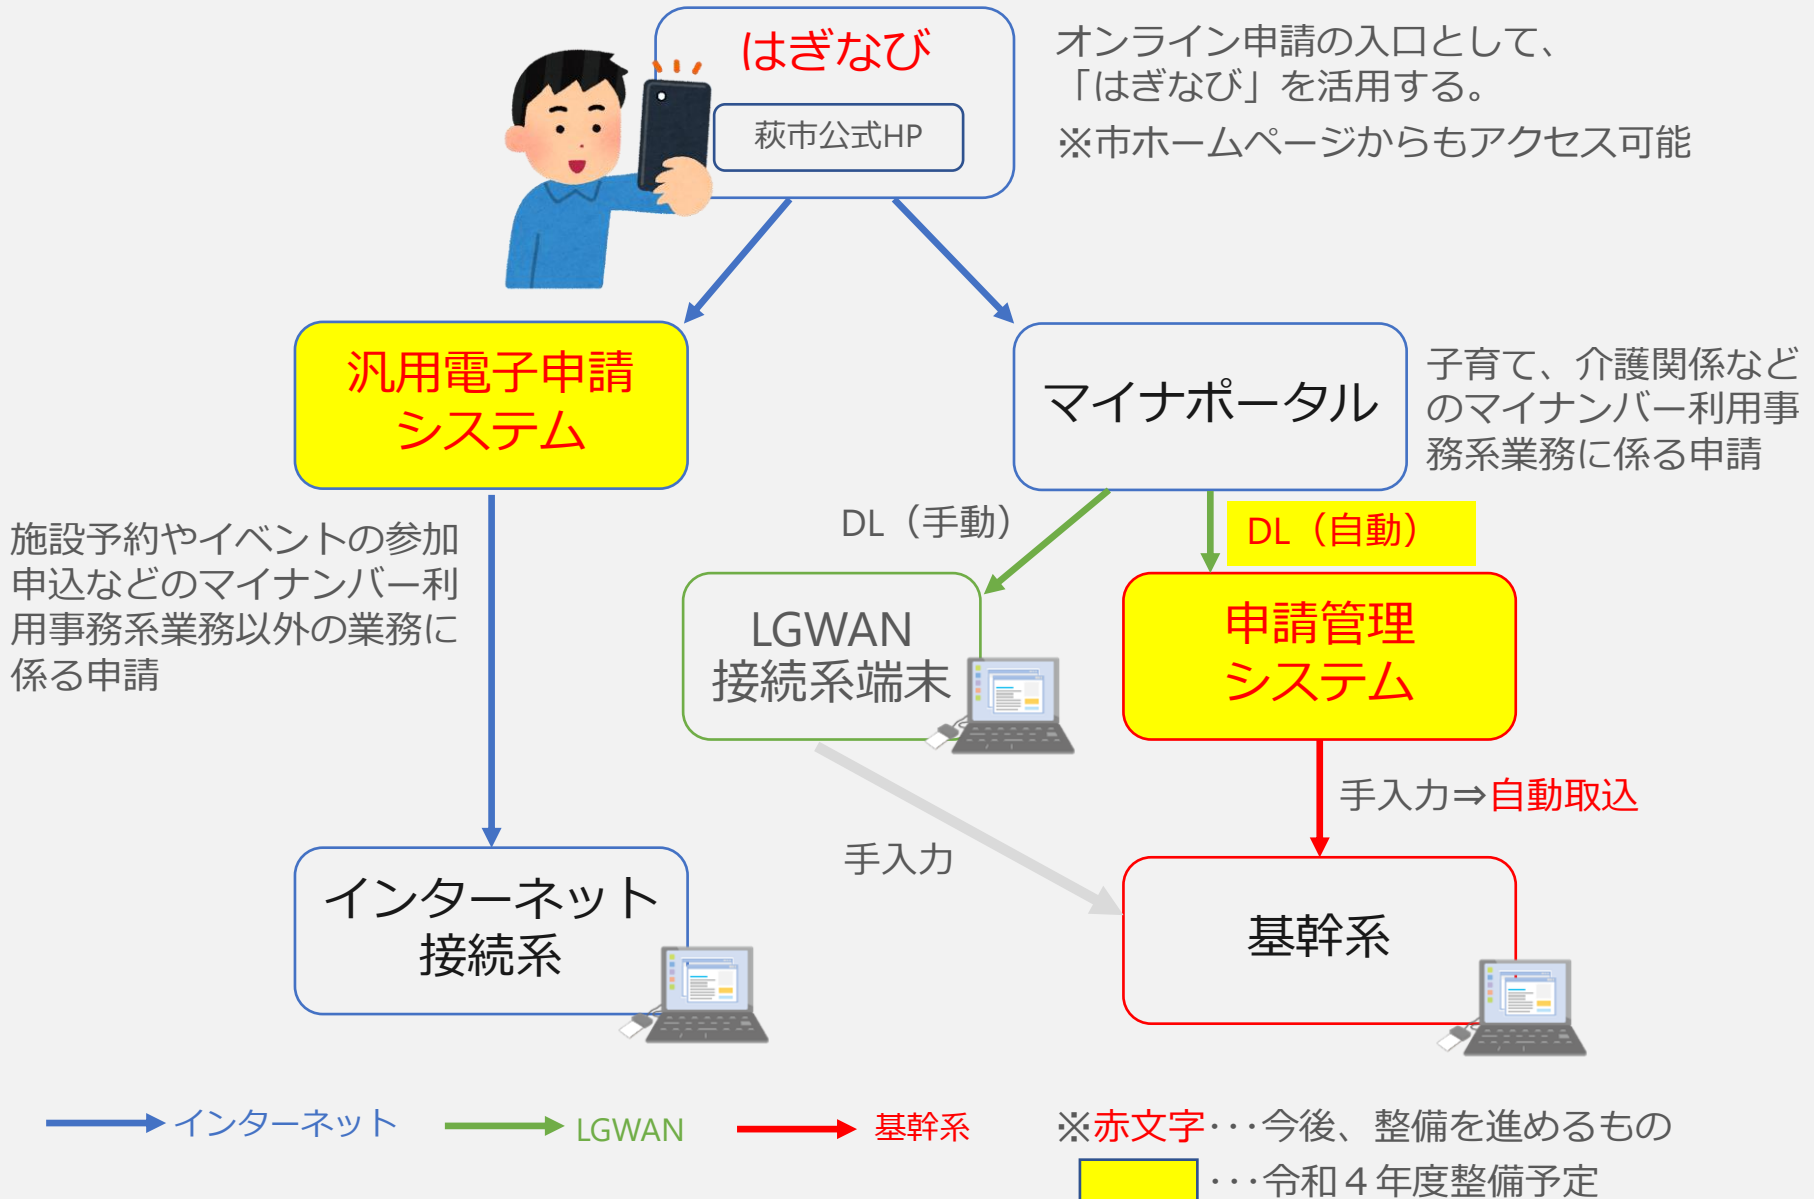 はぎなび
萩市公式HP
オンライン申請の入口として、
「はぎなび」を活用する。
※市ホームページからもアクセス可能
汎用電子申請
システム
マイナポータル
子育て、介護関係など
のマイナンバー利用事
務系業務に係る申請
施設予約やイベントの参加
申込などのマイナンバー利
用事務系業務以外の業務に
係る申請
DL（手動）
DL（自動）
LGWAN
接続系端末
申請管理
システム
手入力⇒自動取込
手入力
インターネット
接続系
基幹系
インターネット
LGWAN
基幹系
※赤文字･･･今後、整備を進めるもの
･･･令和４年度整備予定